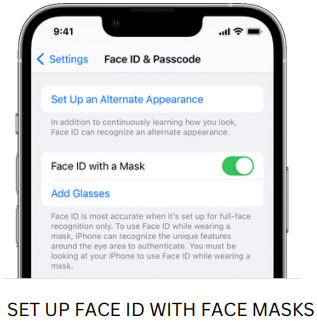 9:41
Settings
Face ID & Passcode
Set Up an Alternate Appearance
In addition to continuously learning how you look,
Face ID can recognize an alternate appearance.
Face ID with a Mask
Add Glasses
Face ID is most accurate when it's set up for full-face
recognition only. To use Face ID while wearing a
mask, iPhone can recognize the unique features
around the eye area to authenticate. You must be
looking at your iPhone to use Face ID while wearing a
mask.
SET UP FACE ID WITH FACE MASKS